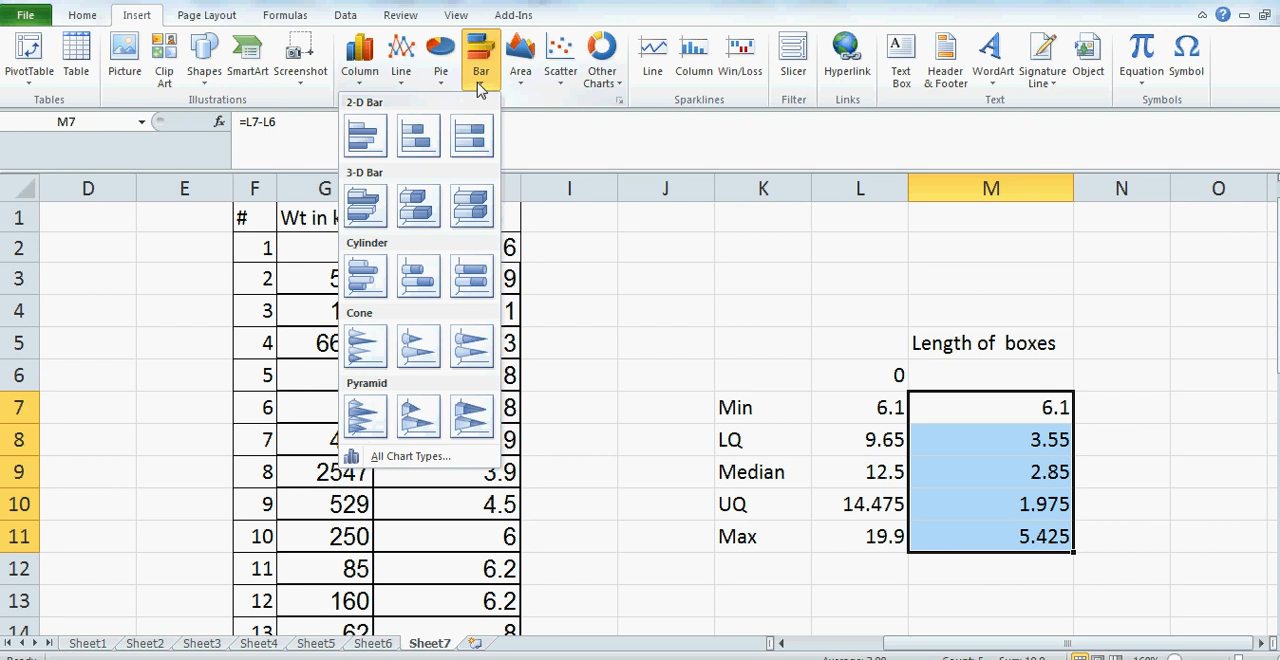 File Home Insert Page Layout Formulas Data Review View Add-Ins
PivotTable Table Picture Clip Art Shapes SmartArt Screenshot Column Line Pie Bar Area Scatter Other Charts Line Column Win/Loss Slicer Hyperlink Text Box Header & Footer WordArt Signature Line Object Equation Symbol
Tables Illustrations Sparklines Filter Links Text Symbols
M7 fx =L7-L6
2-D Bar
3-D Bar
Cylinder
Cone
Pyramid
All Chart Types...
D E F G I J K L M N O
1 # Wt in k
2 1 6
3 2 5 9
4 3 1 1
5 4 66 3 Length of boxes
6 5 8 0
7 6 8 Min 6.1 6.1
8 7 4 9 LQ 9.65 3.55
9 8 2547 3.9 Median 12.5 2.85
10 9 529 4.5 UQ 14.475 1.975
11 10 250 6 Max 19.9 5.425
12 11 85 6.2
13 12 160 6.2
14 13 62 8
Sheet1 Sheet2 Sheet3 Sheet4 Sheet5 Sheet6 Sheet7